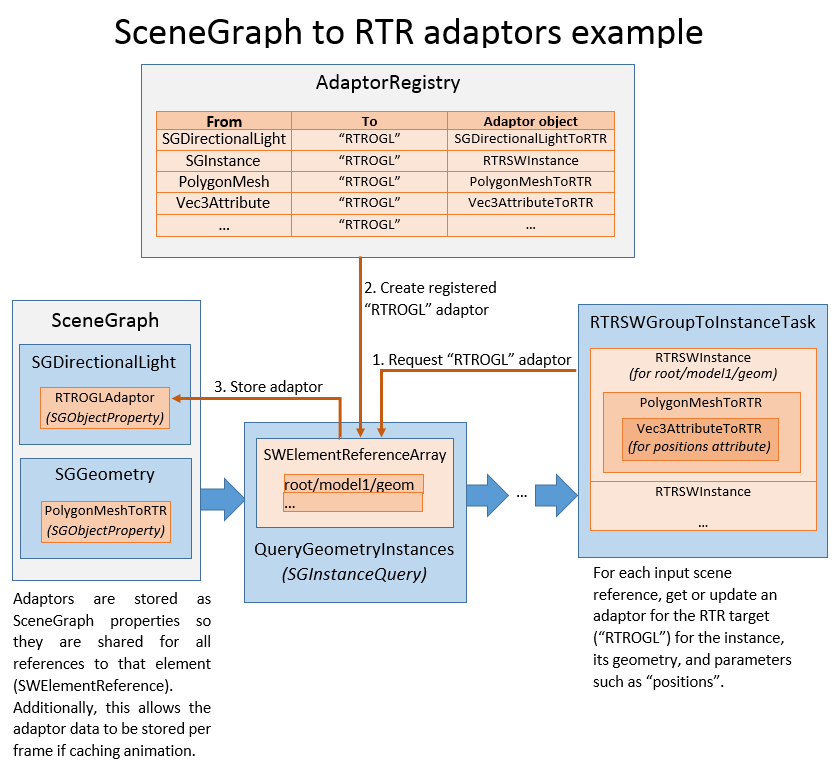 SceneGraph to RTR adaptors example
AdaptorRegistry
From To Adaptor object
SGDirectionalLight “RTROGL” SGDirectionalLightToRTR
SGInstance “RTROGL” RTRSWInstance
PolygonMesh “RTROGL” PolygonMeshToRTR
Vec3Attribute “RTROGL” Vec3AttributeToRTR
... “RTROGL” ...
2. Create registered
“RTROGL” adaptor
1. Request “RTROGL” adaptor
3. Store adaptor
SceneGraph
SGDirectionalLight
RTROGLAdaptor
(SGObjectProperty)
SGGeometry
PolygonMeshToRTR
(SGObjectProperty)
SWElementReferenceArray
root/model1/geom
...
QueryGeometryInstances
(SGInstanceQuery)
...
RTRSWGroupToInstanceTask
RTRSWInstance
(for root/model1/geom)
PolygonMeshToRTR
Vec3AttributeToRTR
(for positions attribute)
RTRSWInstance
...
Adaptors are stored as
SceneGraph properties so
they are shared for all
references to that element
(SWElementReference).
Additionally, this allows the
adaptor data to be stored per
frame if caching animation.
For each input scene
reference, get or update an
adaptor for the RTR target
(“RTROGL”) for the instance,
its geometry, and parameters
such as “positions”.